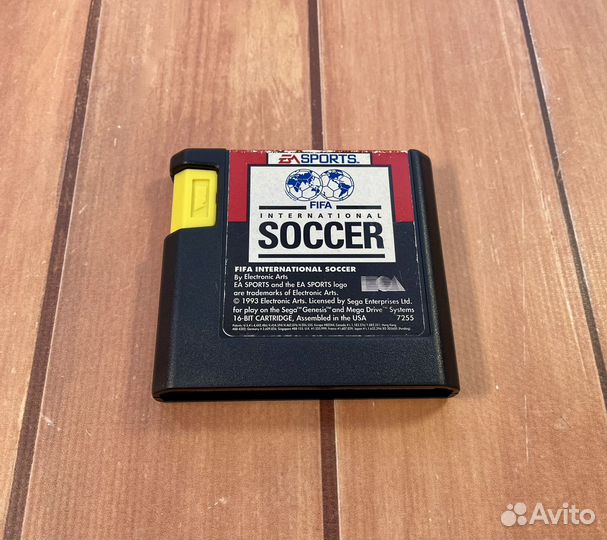 EA SPORTS™
FIFA
INTERNATIONAL
SOCCER
FIFA INTERNATIONAL SOCCER
By Electronic Arts
EA SPORTS and the EA SPORTS logo
are trademarks of Electronic Arts.
© 1993 Electronic Arts. Licensed by Sega Enterprises Ltd.
for play on the Sega™ Genesis™ and Mega Drive™ Systems
16-BIT CARTRIDGE, Assembled in the USA 7255
EOA
Avito